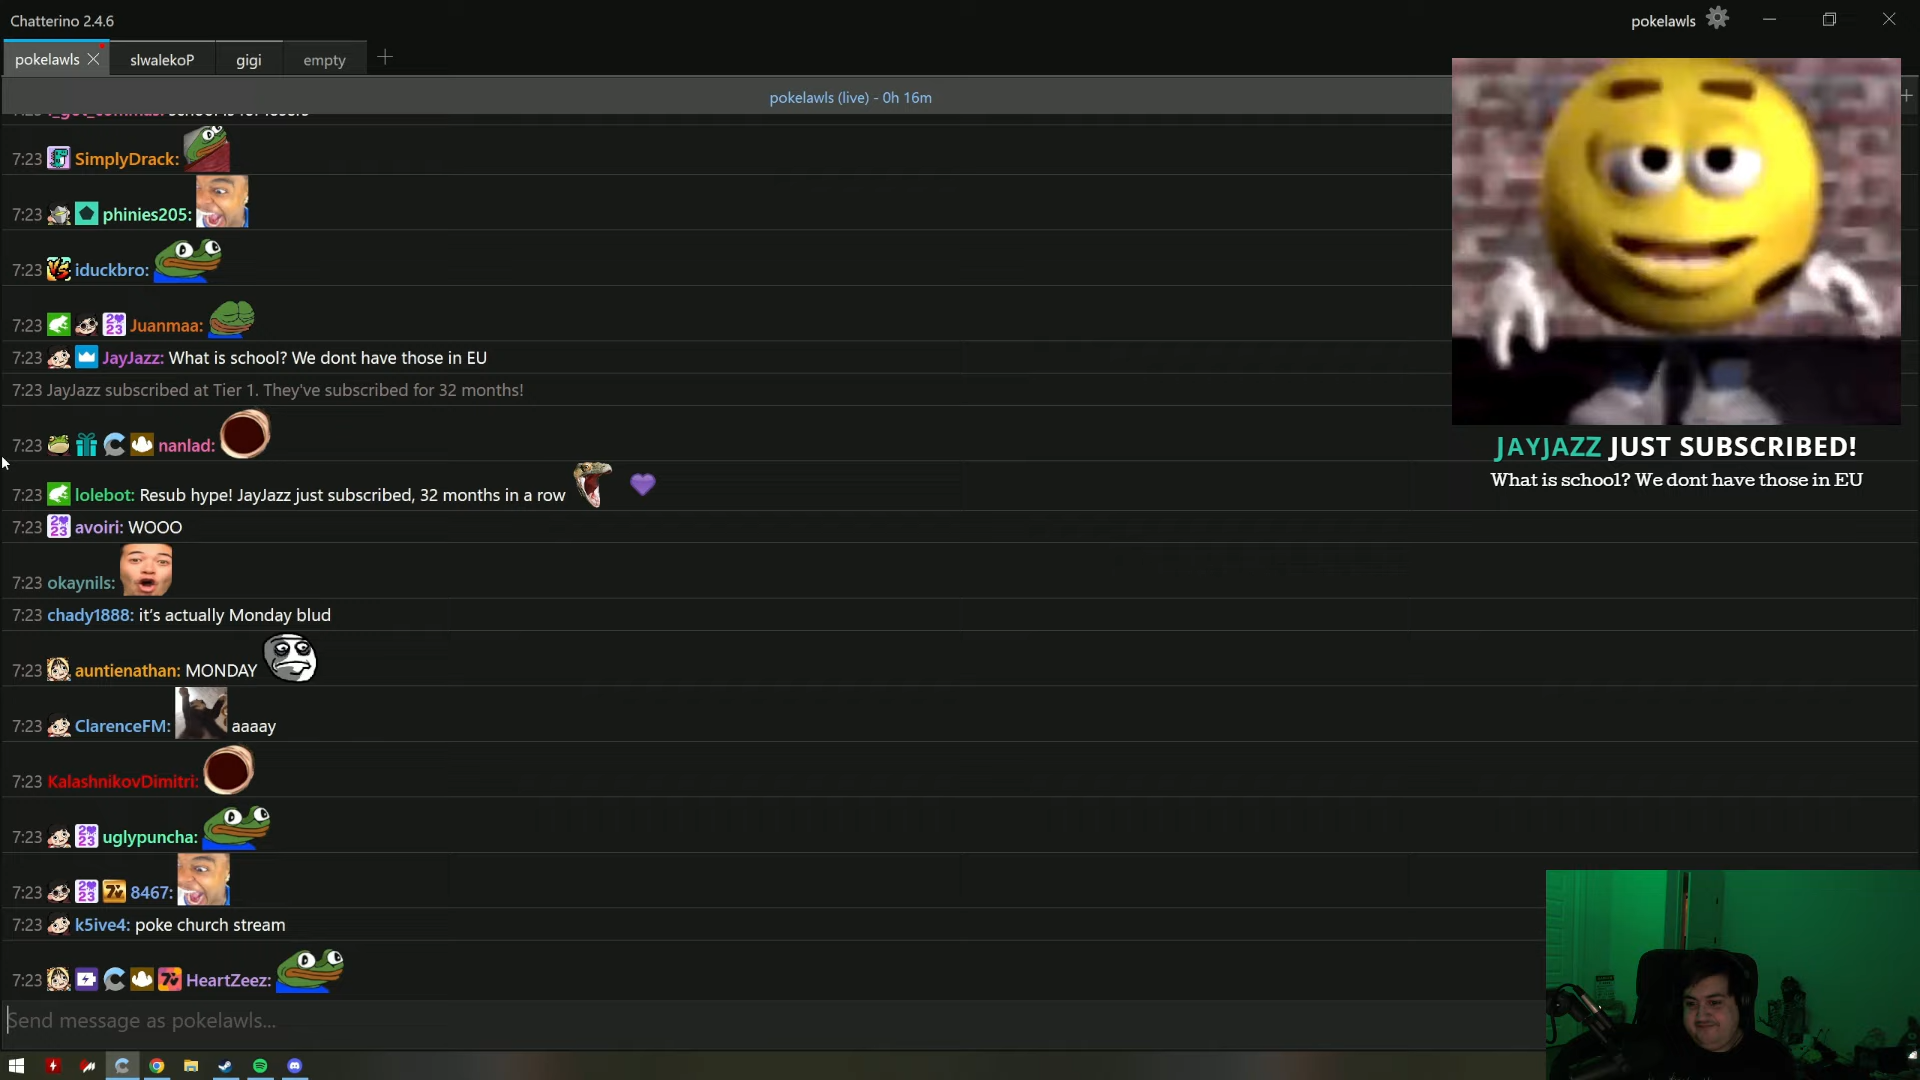 Chatterino 2.4.6
pokelawls
pokelawls
slwalekoP
gigi
empty
pokelawls (live) - 0h 16m
7:23 SimplyDrack:
7:23 phinies205:
7:23 iduckbro:
7:23 Juanmaa:
7:23 JayJazz: What is school? We dont have those in EU
7:23 JayJazz subscribed at Tier 1. They've subscribed for 32 months!
7:23 nanlad:
7:23 lolebot: Resub hype! JayJazz just subscribed, 32 months in a row
7:23 avoiri: WOOO
7:23 okaynils:
7:23 chady1888: it's actually Monday blud
7:23 auntienathan: MONDAY
7:23 ClarenceFM: aaaay
7:23 KalashnikovDimitri:
7:23 uglypuncha:
7:23 8467:
7:23 k5ive4: poke church stream
7:23 HeartZeez:
Send message as pokelawls...
JAYJAZZ JUST SUBSCRIBED!
What is school? We dont have those in EU